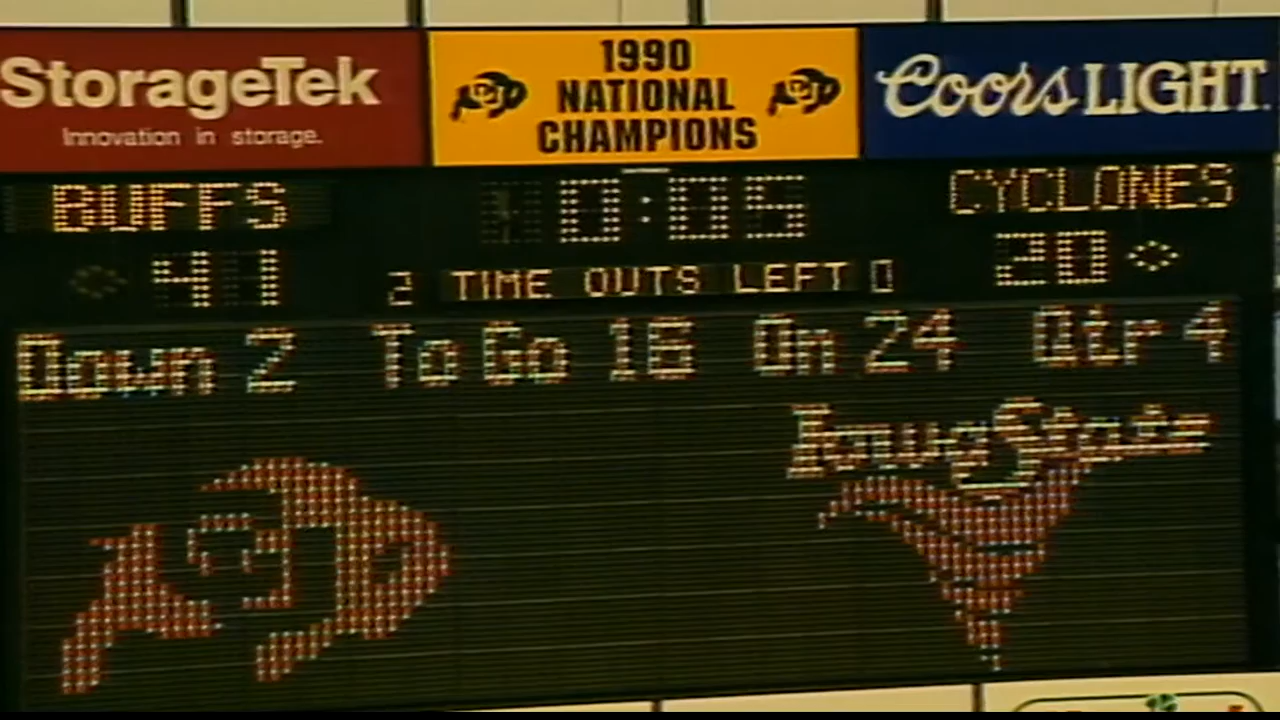 StorageTek
Innovation in storage.
1990
NATIONAL
CHAMPIONS
Coors LIGHT
BUFFS 0:05 CYCLONES
41 2 TIME OUTS LEFT 0 20
Down 2 To Go 16 On 24 Qtr 4
Iowa State